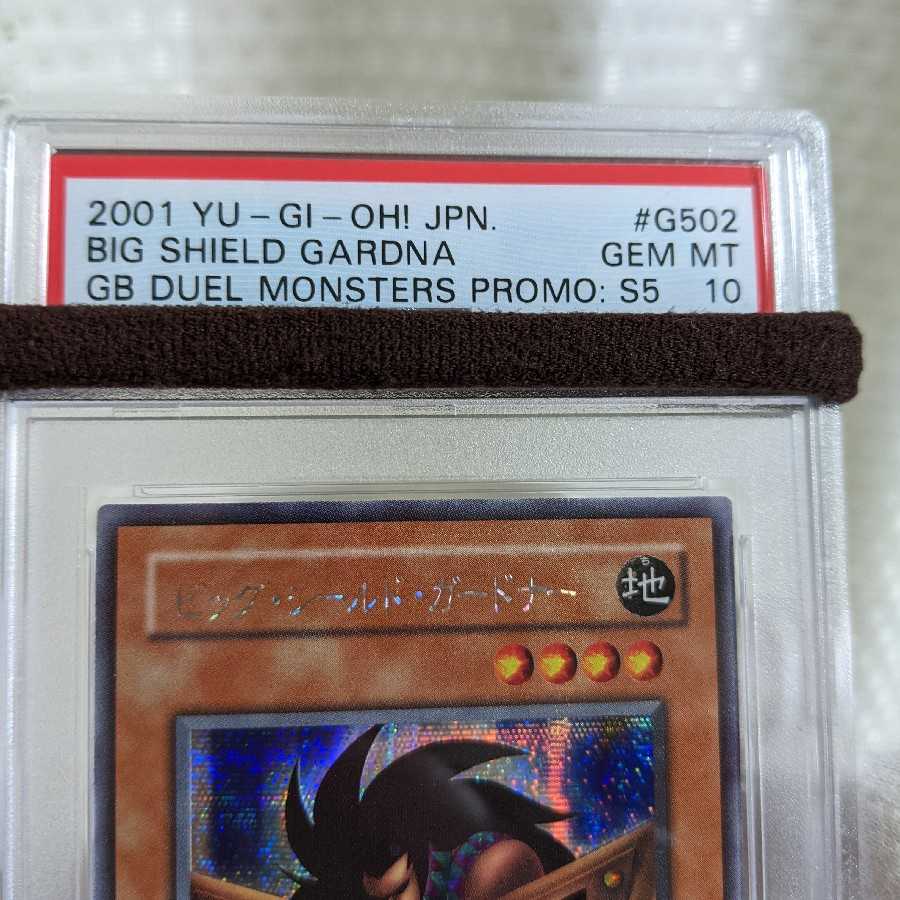 2001 YU-GI-OH! JPN. #G502
BIG SHIELD GARDNA GEM MT
GB DUEL MONSTERS PROMO: S5 10
ビッグ・シールド・ガードナー
地